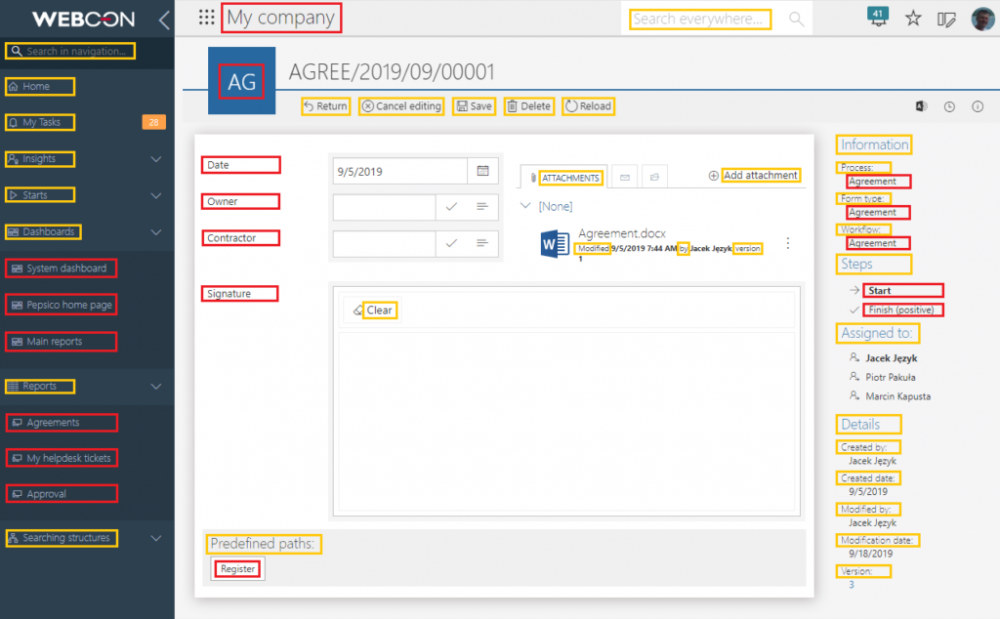 WEBCON
Search in navigation...
Home
My Tasks
28
Insights
Starts
Dashboards
System dashboard
Pepsico home page
Main reports
Reports
Agreements
My helpdesk tickets
Approval
Searching structures
My company
Search everywhere...
41
AG
AGREE/2019/09/00001
Return
Cancel editing
Save
Delete
Reload
Date
9/5/2019
Owner
Contractor
Signature
Clear
ATTACHMENTS
Add attachment
[None]
W
Agreement.docx
Modified 9/5/2019 7:44 AM by Jacek Język version
1
Predefined paths:
Register
Information
Process:
Agreement
Form type:
Agreement
Workflow:
Agreement
Steps
Start
Finish (positive)
Assigned to:
Jacek Język
Piotr Pakuła
Marcin Kapusta
Details
Created by:
Jacek Język
Created date:
9/5/2019
Modified by:
Jacek Język
Modification date:
9/18/2019
Version:
3